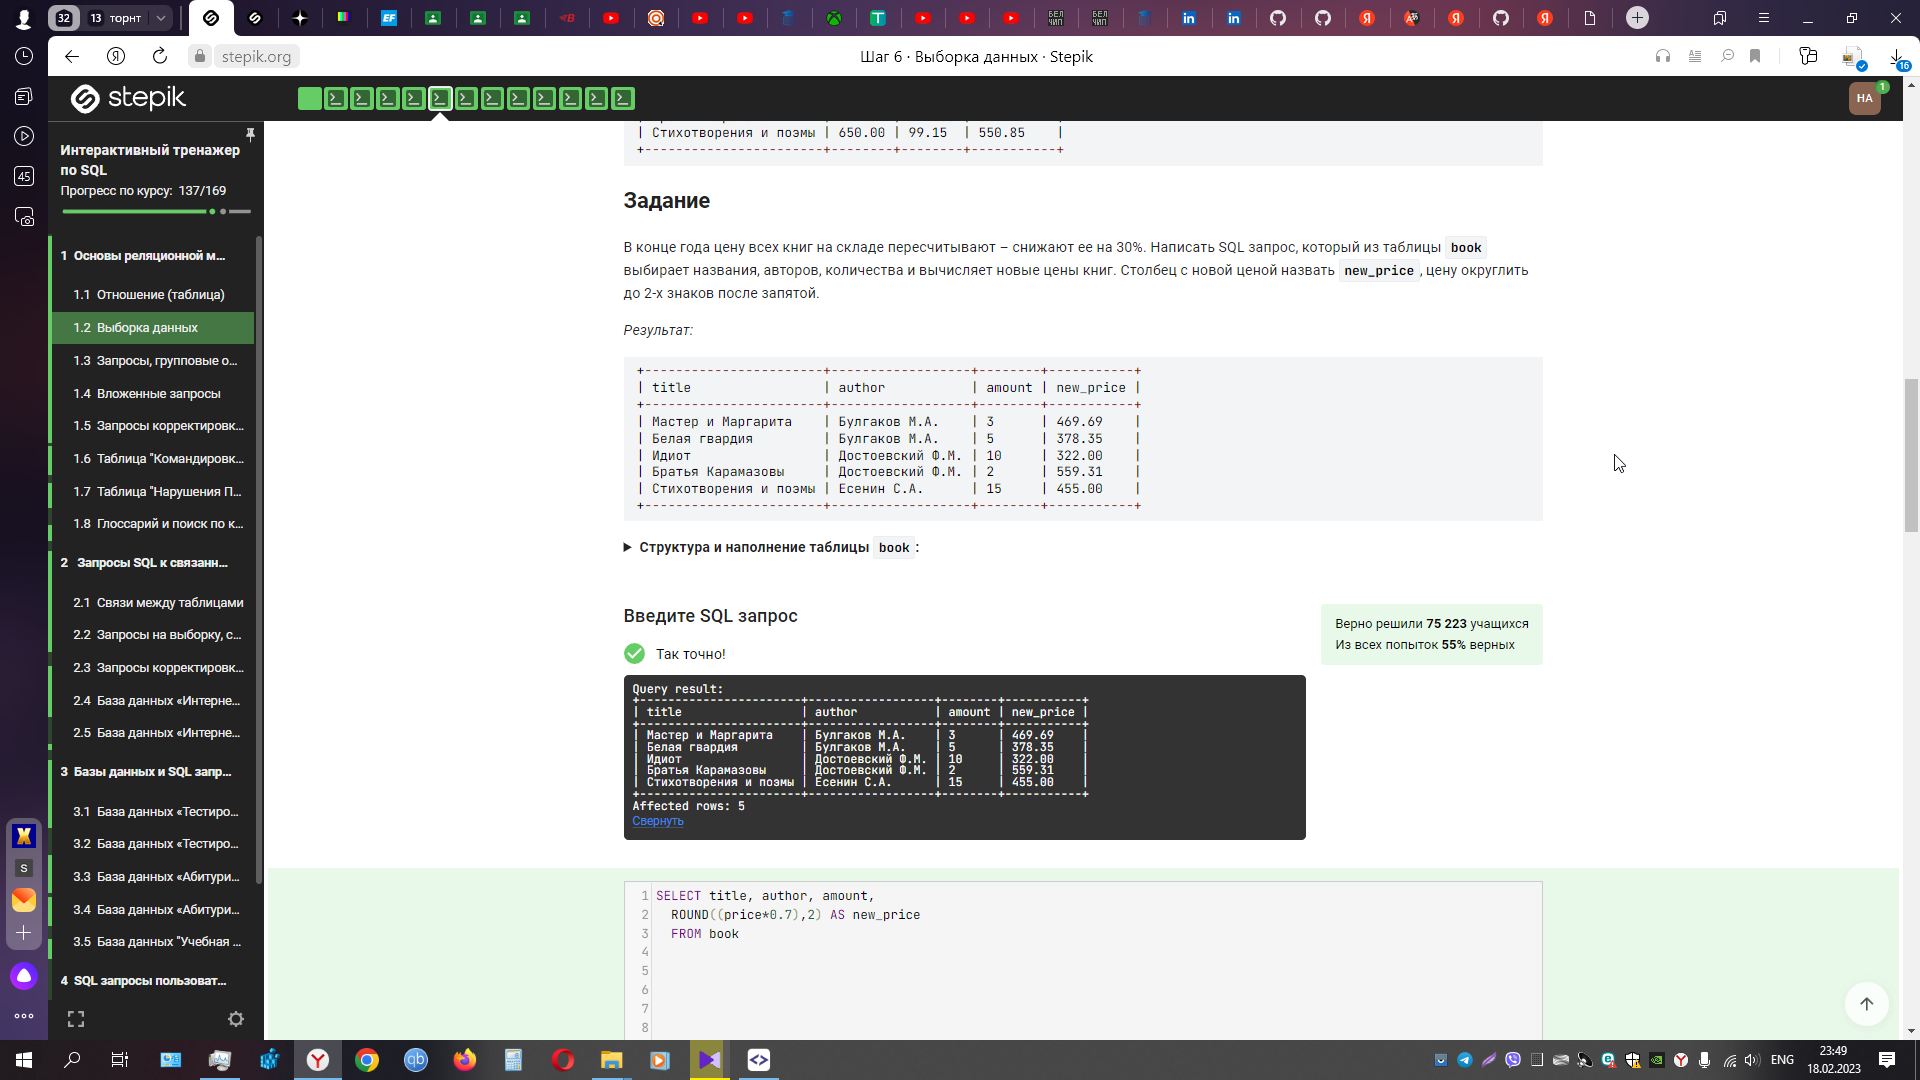 32
13 торнт
EF
БЕЛ ЧИП
БЕЛ ЧИП
stepik.org
Шаг 6 · Выборка данных · Stepik
16
stepik
HA
1
45
Интерактивный тренажер
по SQL
Прогресс по курсу: 137/169
1 Основы реляционной м...
1.1 Отношение (таблица)
1.2 Выборка данных
1.3 Запросы, групповые о...
1.4 Вложенные запросы
1.5 Запросы корректировк...
1.6 Таблица "Командировк...
1.7 Таблица "Нарушения П...
1.8 Глоссарий и поиск по к...
2 Запросы SQL к связанн...
2.1 Связи между таблицами
2.2 Запросы на выборку, с...
2.3 Запросы корректировк...
2.4 База данных «Интерне...
2.5 База данных «Интерне...
3 Базы данных и SQL запр...
3.1 База данных «Тестиро...
3.2 База данных «Тестиро...
3.3 База данных «Абитури...
3.4 База данных «Абитури...
3.5 База данных "Учебная ...
4 SQL запросы пользоват...
| Стихотворения и поэмы | 650.00 | 99.15 | 550.85 |
+-----------------------+--------+--------+-----------+
Задание
В конце года цену всех книг на складе пересчитывают – снижают ее на 30%. Написать SQL запрос, который из таблицы book
выбирает названия, авторов, количества и вычисляет новые цены книг. Столбец с новой ценой назвать new_price, цену округлить
до 2-х знаков после запятой.
Результат:
+-----------------------+------------------+--------+-----------+
| title | author | amount | new_price |
+-----------------------+------------------+--------+-----------+
| Мастер и Маргарита | Булгаков М.А. | 3 | 469.69 |
| Белая гвардия | Булгаков М.А. | 5 | 378.35 |
| Идиот | Достоевский Ф.М. | 10 | 322.00 |
| Братья Карамазовы | Достоевский Ф.М. | 2 | 559.31 |
| Стихотворения и поэмы | Есенин С.А. | 15 | 455.00 |
+-----------------------+------------------+--------+-----------+
Структура и наполнение таблицы book :
Введите SQL запрос
Так точно!
Верно решили 75 223 учащихся
Из всех попыток 55% верных
Query result:
+-----------------------+------------------+--------+-----------+
| title | author | amount | new_price |
+-----------------------+------------------+--------+-----------+
| Мастер и Маргарита | Булгаков М.А. | 3 | 469.69 |
| Белая гвардия | Булгаков М.А. | 5 | 378.35 |
| Идиот | Достоевский Ф.М. | 10 | 322.00 |
| Братья Карамазовы | Достоевский Ф.М. | 2 | 559.31 |
| Стихотворения и поэмы | Есенин С.А. | 15 | 455.00 |
+-----------------------+------------------+--------+-----------+
Affected rows: 5
Свернуть
1 SELECT title, author, amount,
2 ROUND((price*0.7),2) AS new_price
3 FROM book
4
5
6
7
8
S
ENG
23:49
18.02.2023